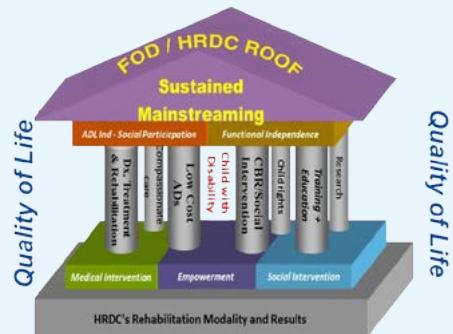 FOD / HRDC ROOF
Sustained
Mainstreaming
ADL Ind - Social Participation
Functional Independence
Quality of Life
Dx, Treatment
& Rehabilitation
Compassionate
care
Low Cost
ADs
Child with
Disability
CBR/Social
Intervention
Child rights
Training +
Education
Research
Quality of Life
Medical Intervention
Empowerment
Social Intervention
HRDC's Rehabilitation Modality and Results